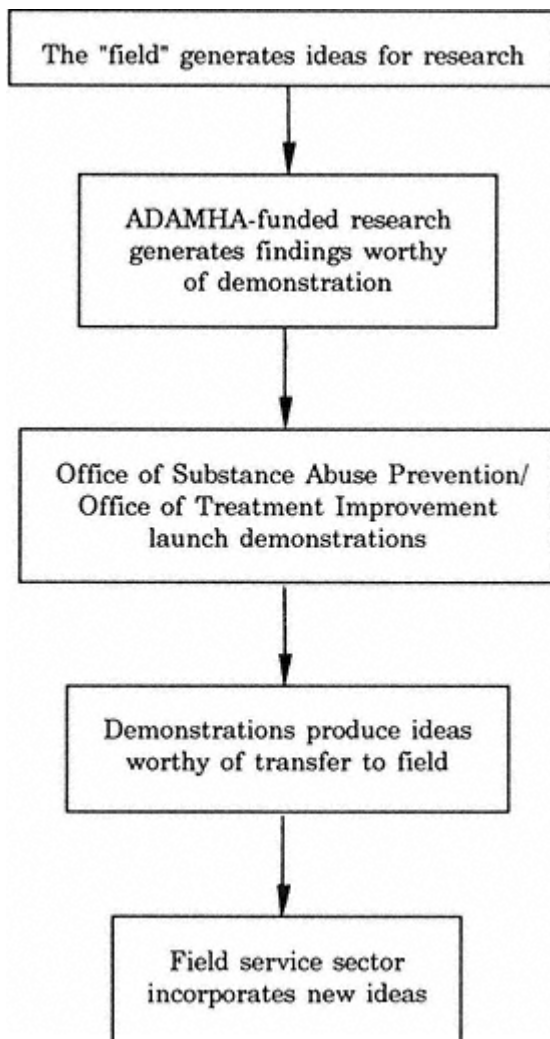 The "field" generates ideas for research
ADAMHA-funded research
generates findings worthy
of demonstration
Office of Substance Abuse Prevention/
Office of Treatment Improvement
launch demonstrations
Demonstrations produce ideas
worthy of transfer to field
Field service sector
incorporates new ideas